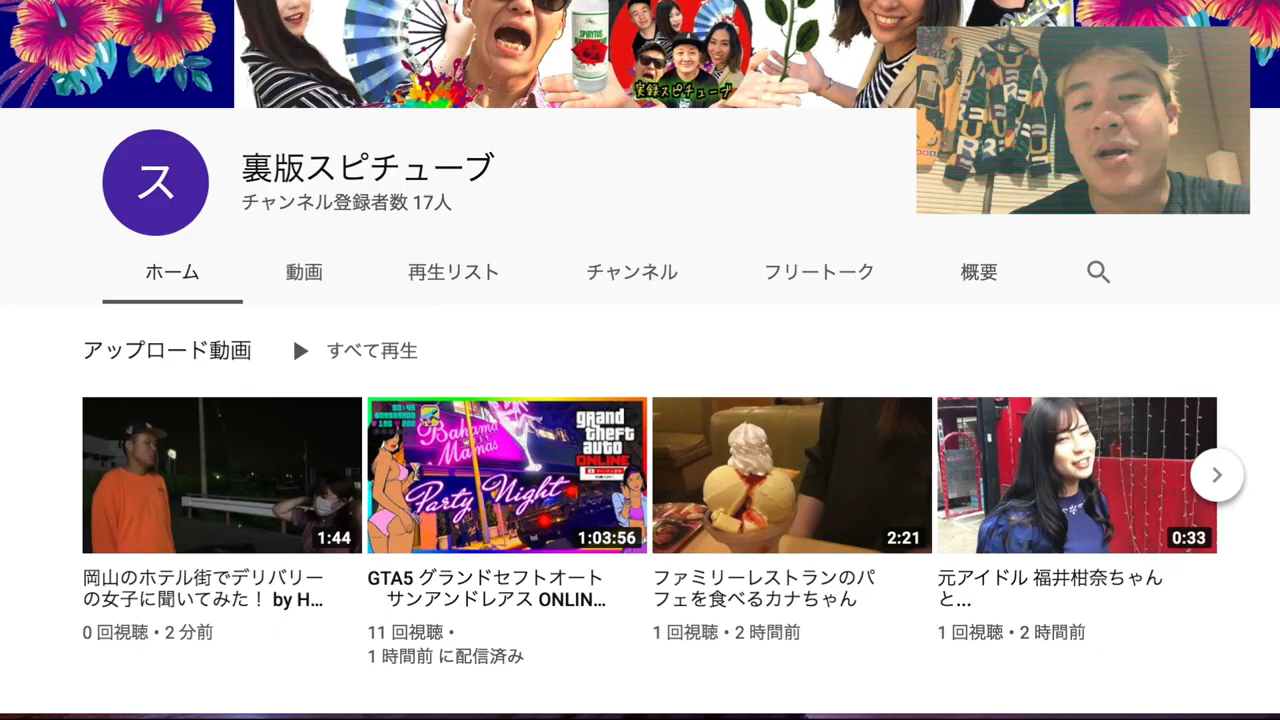 SPIRYTUS
実録スピチューブ
ス
裏版スピチューブ
チャンネル登録者数 17人
ホーム
動画
再生リスト
チャンネル
フリートーク
概要
アップロード動画
すべて再生
1:44
Bahama
Mamas
Party Night
grand
theft
auto
ONLINE
1:03:56
2:21
0:33
岡山のホテル街でデリバリー
の女子に聞いてみた！ by H...
0 回視聴・2 分前
GTA5 グランドセフトオート
サンアンドレアス ONLIN...
11 回視聴・
1 時間前 に配信済み
ファミリーレストランのパ
フェを食べるカナちゃん
1 回視聴・2 時間前
元アイドル 福井柑奈ちゃん
と...
1 回視聴・2 時間前